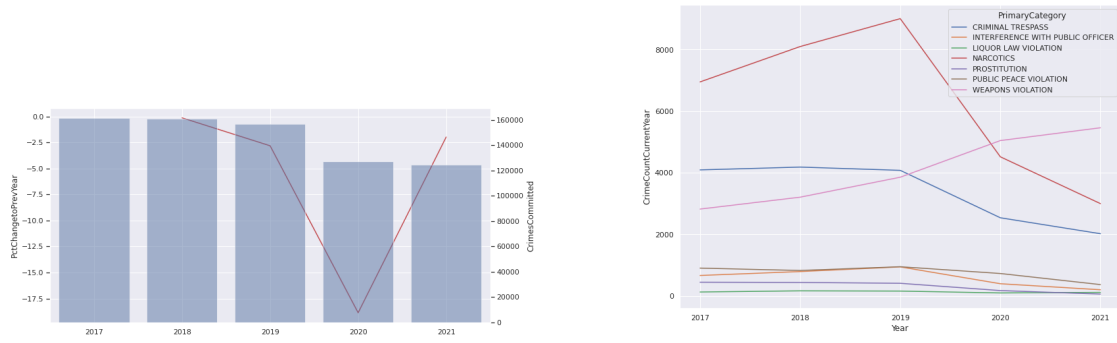 0.0
−2.5
−5.0
−7.5
−10.0
−12.5
−15.0
−17.5
PctChangetoPrevYear
2017
2018
2019
2020
2021
160000
140000
120000
100000
80000
60000
40000
20000
0
CrimesCommitted
PrimaryCategory
CRIMINAL TRESPASS
INTERFERENCE WITH PUBLIC OFFICER
LIQUOR LAW VIOLATION
NARCOTICS
PROSTITUTION
PUBLIC PEACE VIOLATION
WEAPONS VIOLATION
8000
6000
4000
2000
0
CrimeCountCurrentYear
2017
2018
2019
2020
2021
Year